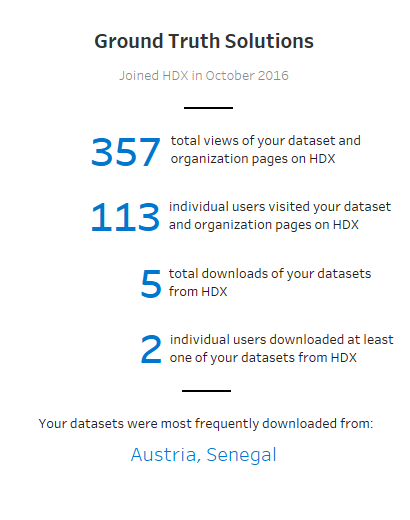 Ground Truth Solutions
Joined HDX in October 2016
357 total views of your dataset and
organization pages on HDX
113 individual users visited your dataset
and organization pages on HDX
5 total downloads of your datasets
from HDX
2 individual users downloaded at least
one of your datasets from HDX
Your datasets were most frequently downloaded from:
Austria, Senegal